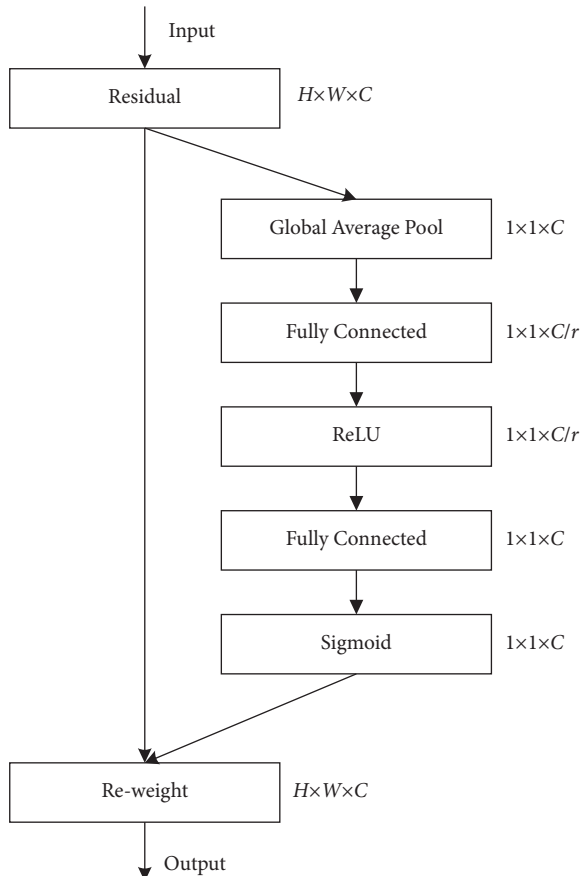 Input
Residual
H×W×C
Global Average Pool
1×1×C
Fully Connected
1×1×C/r
ReLU
1×1×C/r
Fully Connected
1×1×C
Sigmoid
1×1×C
Re-weight
H×W×C
Output